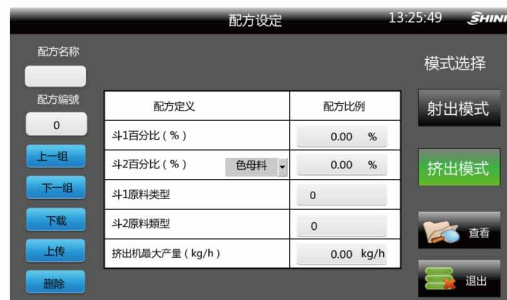 配方设定
13:25:49
SHINI
配方名称
配方编號
0
上一组
下一组
下载
上传
删除
配方定义 配方比例
斗1百分比(%) 0.00 %
斗2百分比(%) 色母料 0.00 %
斗1原料类型 0
斗2原料類型 0
挤出机最大产量(kg/h) 0.00 kg/h
模式选择
射出模式
挤出模式
查看
退出